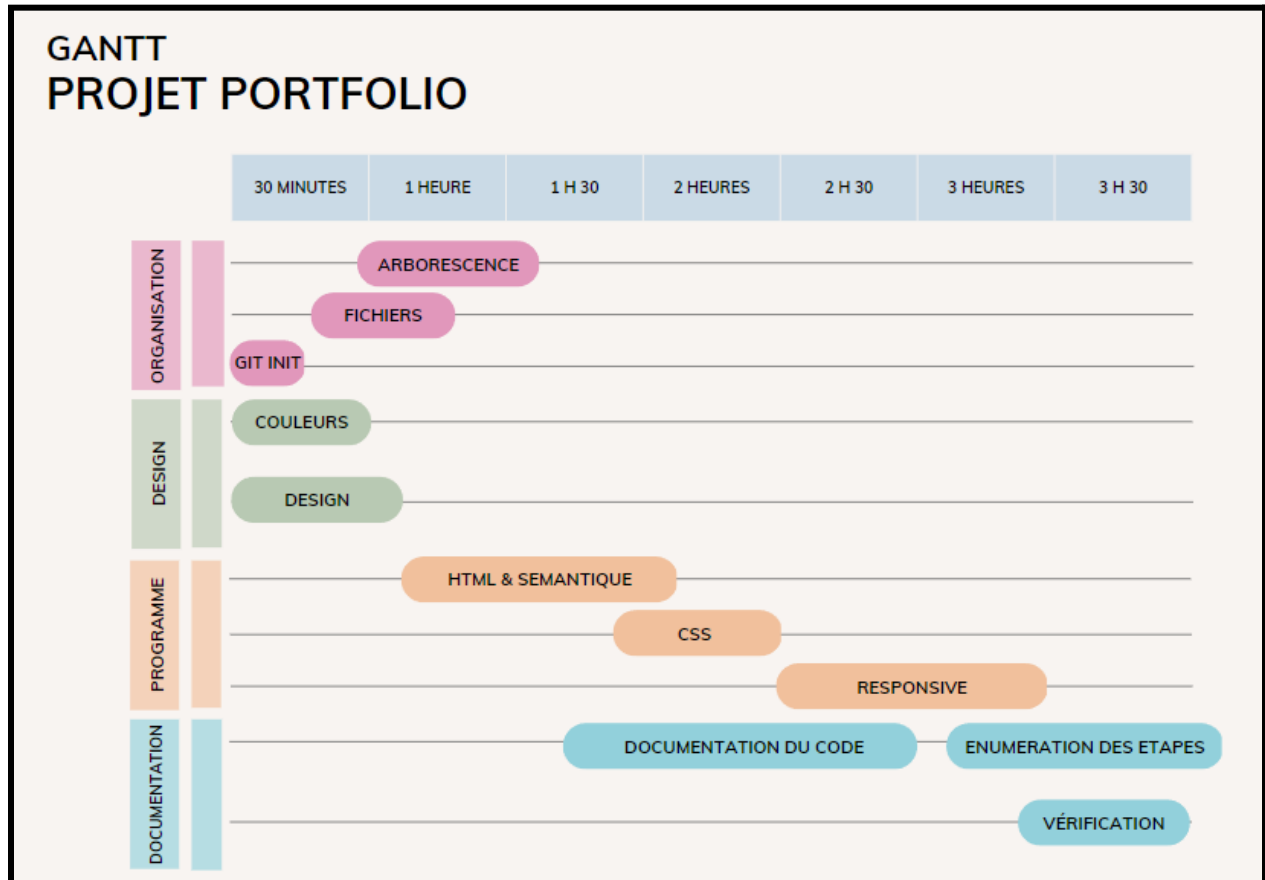 GANTT
PROJET PORTFOLIO
30 MINUTES 1 HEURE 1 H 30 2 HEURES 2 H 30 3 HEURES 3 H 30
ORGANISATION
ARBORESCENCE
FICHIERS
GIT INIT
DESIGN
COULEURS
DESIGN
PROGRAMME
HTML & SEMANTIQUE
CSS
RESPONSIVE
DOCUMENTATION
DOCUMENTATION DU CODE ENUMERATION DES ETAPES
VÉRIFICATION